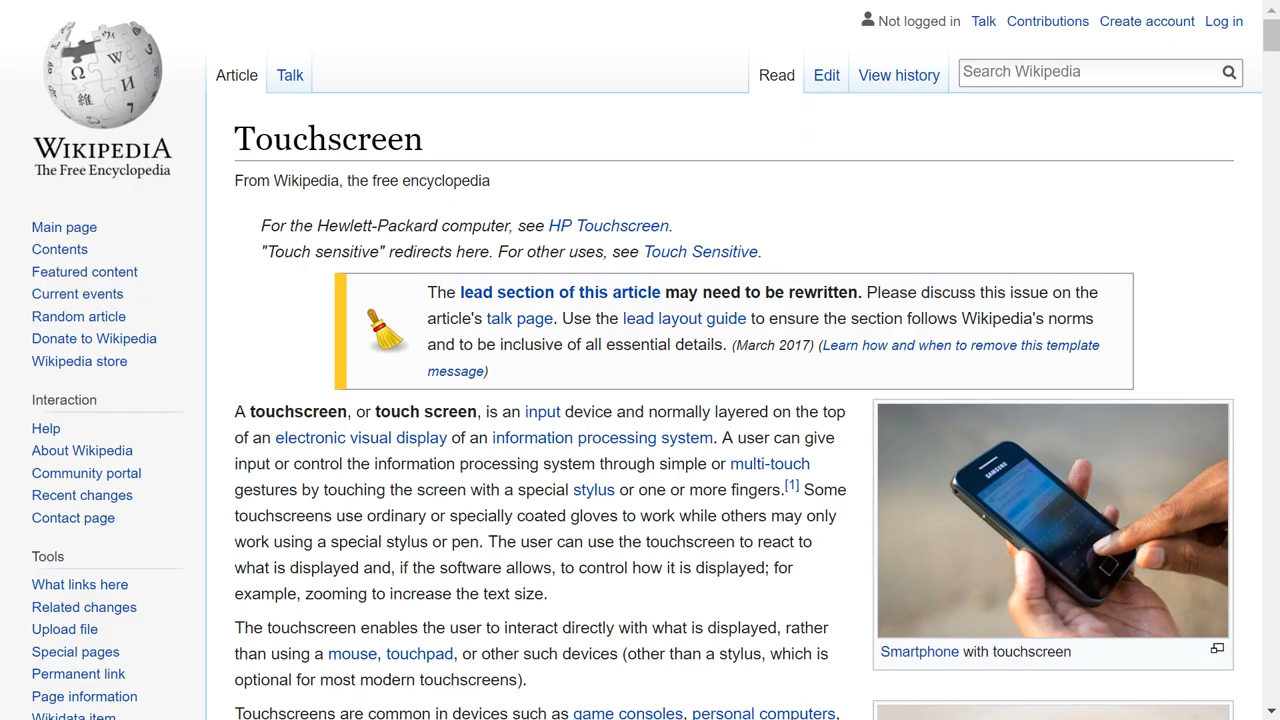 Not logged in Talk Contributions Create account Log in
Article Talk Read Edit View history Search Wikipedia
WIKIPEDIA
The Free Encyclopedia
Main page
Contents
Featured content
Current events
Random article
Donate to Wikipedia
Wikipedia store
Interaction
Help
About Wikipedia
Community portal
Recent changes
Contact page
Tools
What links here
Related changes
Upload file
Special pages
Permanent link
Page information
Wikidata item
Touchscreen
From Wikipedia, the free encyclopedia
For the Hewlett-Packard computer, see HP Touchscreen.
"Touch sensitive" redirects here. For other uses, see Touch Sensitive.
The lead section of this article may need to be rewritten. Please discuss this issue on the
article's talk page. Use the lead layout guide to ensure the section follows Wikipedia's norms
and to be inclusive of all essential details. (March 2017) (Learn how and when to remove this template
message)
A touchscreen, or touch screen, is an input device and normally layered on the top
of an electronic visual display of an information processing system. A user can give
input or control the information processing system through simple or multi-touch
gestures by touching the screen with a special stylus or one or more fingers.[1] Some
touchscreens use ordinary or specially coated gloves to work while others may only
work using a special stylus or pen. The user can use the touchscreen to react to
what is displayed and, if the software allows, to control how it is displayed; for
example, zooming to increase the text size.
The touchscreen enables the user to interact directly with what is displayed, rather
than using a mouse, touchpad, or other such devices (other than a stylus, which is
optional for most modern touchscreens).
Touchscreens are common in devices such as game consoles, personal computers,
SAMSUNG
Smartphone with touchscreen